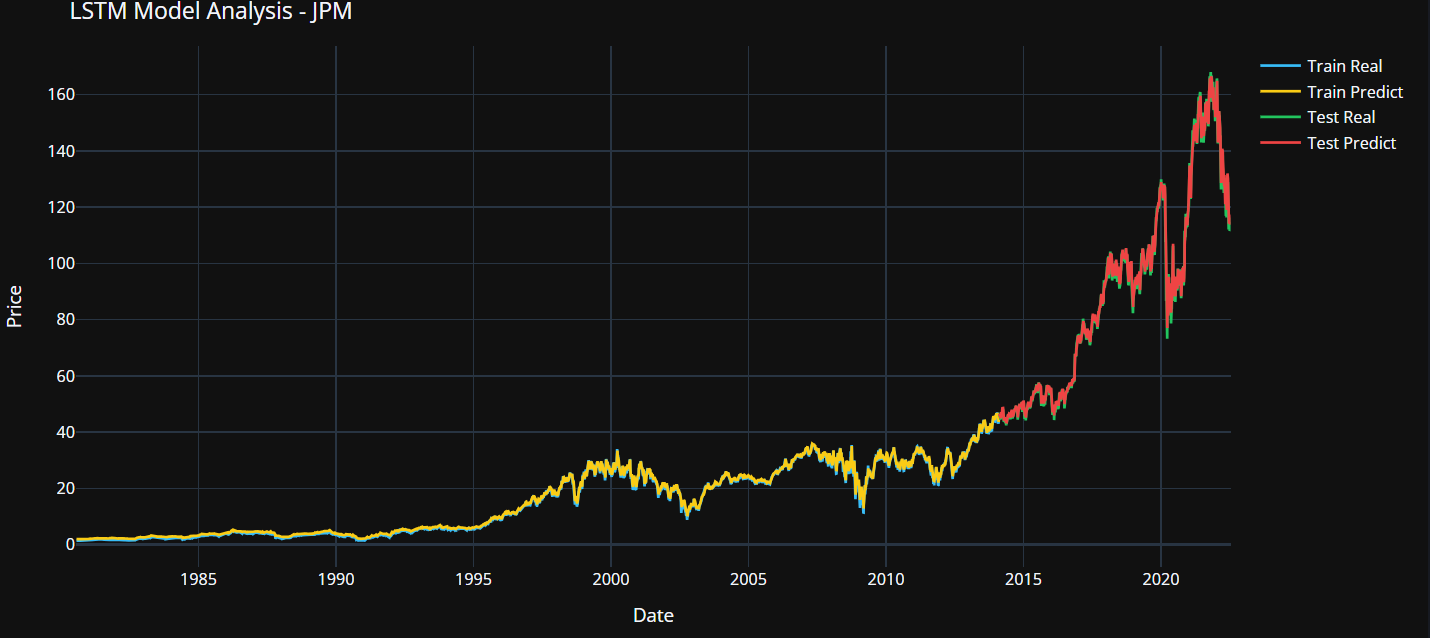 LSTM Model Analysis - JPM
Train Real
Train Predict
Test Real
Test Predict
160
140
120
100
80
60
40
20
0
Price
1985
1990
1995
2000
2005
2010
2015
2020
Date